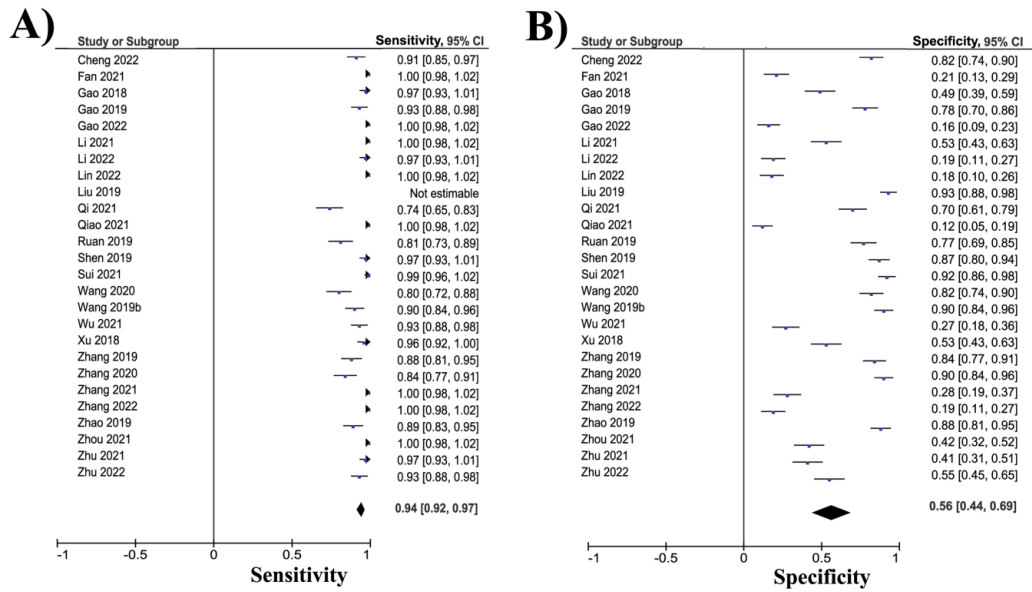 A)
Study or Subgroup Sensitivity, 95% CI
Cheng 2022 0.91 [0.85, 0.97]
Fan 2021 1.00 [0.98, 1.02]
Gao 2018 0.97 [0.93, 1.01]
Gao 2019 0.93 [0.88, 0.98]
Gao 2022 1.00 [0.98, 1.02]
Li 2021 1.00 [0.98, 1.02]
Li 2022 0.97 [0.93, 1.01]
Lin 2022 1.00 [0.98, 1.02]
Liu 2019 Not estimable
Qi 2021 0.74 [0.65, 0.83]
Qiao 2021 1.00 [0.98, 1.02]
Ruan 2019 0.81 [0.73, 0.89]
Shen 2019 0.97 [0.93, 1.01]
Sui 2021 0.99 [0.96, 1.02]
Wang 2020 0.80 [0.72, 0.88]
Wang 2019b 0.90 [0.84, 0.96]
Wu 2021 0.93 [0.88, 0.98]
Xu 2018 0.96 [0.92, 1.00]
Zhang 2019 0.88 [0.81, 0.95]
Zhang 2020 0.84 [0.77, 0.91]
Zhang 2021 1.00 [0.98, 1.02]
Zhang 2022 1.00 [0.98, 1.02]
Zhao 2019 0.89 [0.83, 0.95]
Zhou 2021 1.00 [0.98, 1.02]
Zhu 2021 0.97 [0.93, 1.01]
Zhu 2022 0.93 [0.88, 0.98]
0.94 [0.92, 0.97]
-1 -0.5 0 0.5 1
Sensitivity
B)
Study or Subgroup Specificity, 95% CI
Cheng 2022 0.82 [0.74, 0.90]
Fan 2021 0.21 [0.13, 0.29]
Gao 2018 0.49 [0.39, 0.59]
Gao 2019 0.78 [0.70, 0.86]
Gao 2022 0.16 [0.09, 0.23]
Li 2021 0.53 [0.43, 0.63]
Li 2022 0.19 [0.11, 0.27]
Lin 2022 0.18 [0.10, 0.26]
Liu 2019 0.93 [0.88, 0.98]
Qi 2021 0.70 [0.61, 0.79]
Qiao 2021 0.12 [0.05, 0.19]
Ruan 2019 0.77 [0.69, 0.85]
Shen 2019 0.87 [0.80, 0.94]
Sui 2021 0.92 [0.86, 0.98]
Wang 2020 0.82 [0.74, 0.90]
Wang 2019b 0.90 [0.84, 0.96]
Wu 2021 0.27 [0.18, 0.36]
Xu 2018 0.53 [0.43, 0.63]
Zhang 2019 0.84 [0.77, 0.91]
Zhang 2020 0.90 [0.84, 0.96]
Zhang 2021 0.28 [0.19, 0.37]
Zhang 2022 0.19 [0.11, 0.27]
Zhao 2019 0.88 [0.81, 0.95]
Zhou 2021 0.42 [0.32, 0.52]
Zhu 2021 0.41 [0.31, 0.51]
Zhu 2022 0.55 [0.45, 0.65]
0.56 [0.44, 0.69]
-1 -0.5 0 0.5 1
Specificity